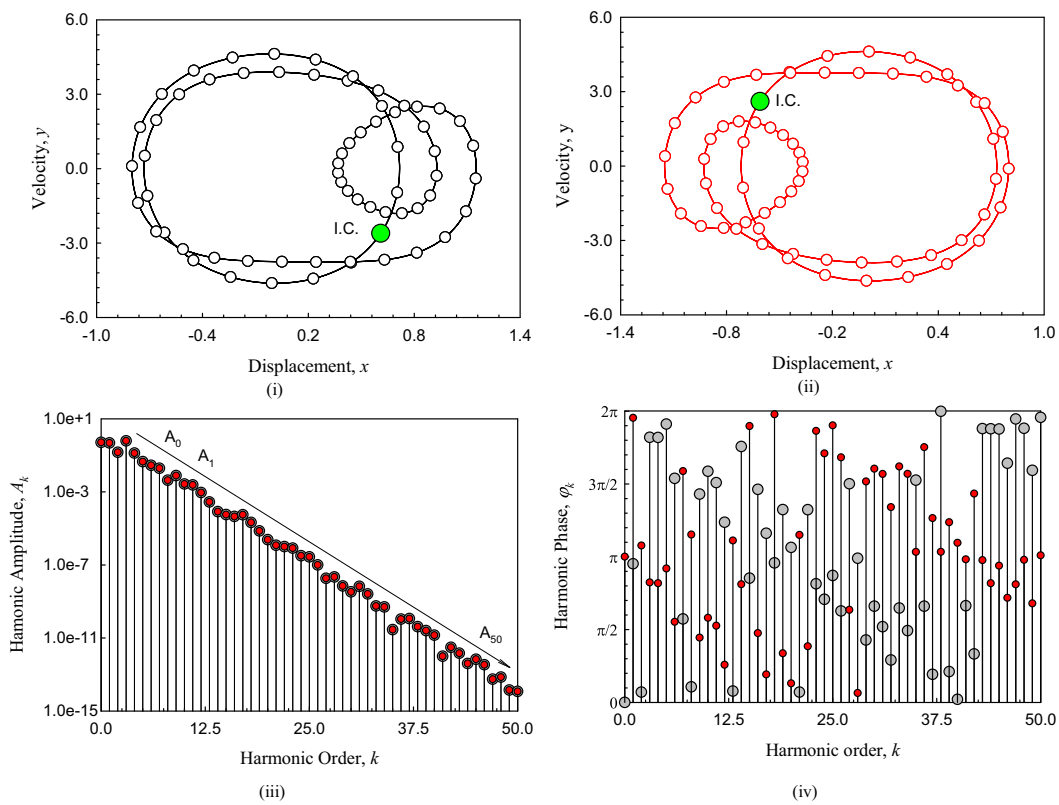 6.0
3.0
0.0
-3.0
-6.0
Velocity, y
I.C.
-1.0 -0.4 0.2 0.8 1.4
Displacement, x
(i)
6.0
3.0
0.0
-3.0
-6.0
Velocity, y
I.C.
-1.4 -0.8 -0.2 0.4 1.0
Displacement, x
(ii)
1.0e+1
1.0e-3
1.0e-7
1.0e-11
1.0e-15
Hamonic Amplitude, A_k
A_0
A_1
A_50
0.0 12.5 25.0 37.5 50.0
Harmonic Order, k
(iii)
2π
3π/2
π
π/2
0
Harmonic Phase, φ_k
0.0 12.5 25.0 37.5 50.0
Harmonic order, k
(iv)